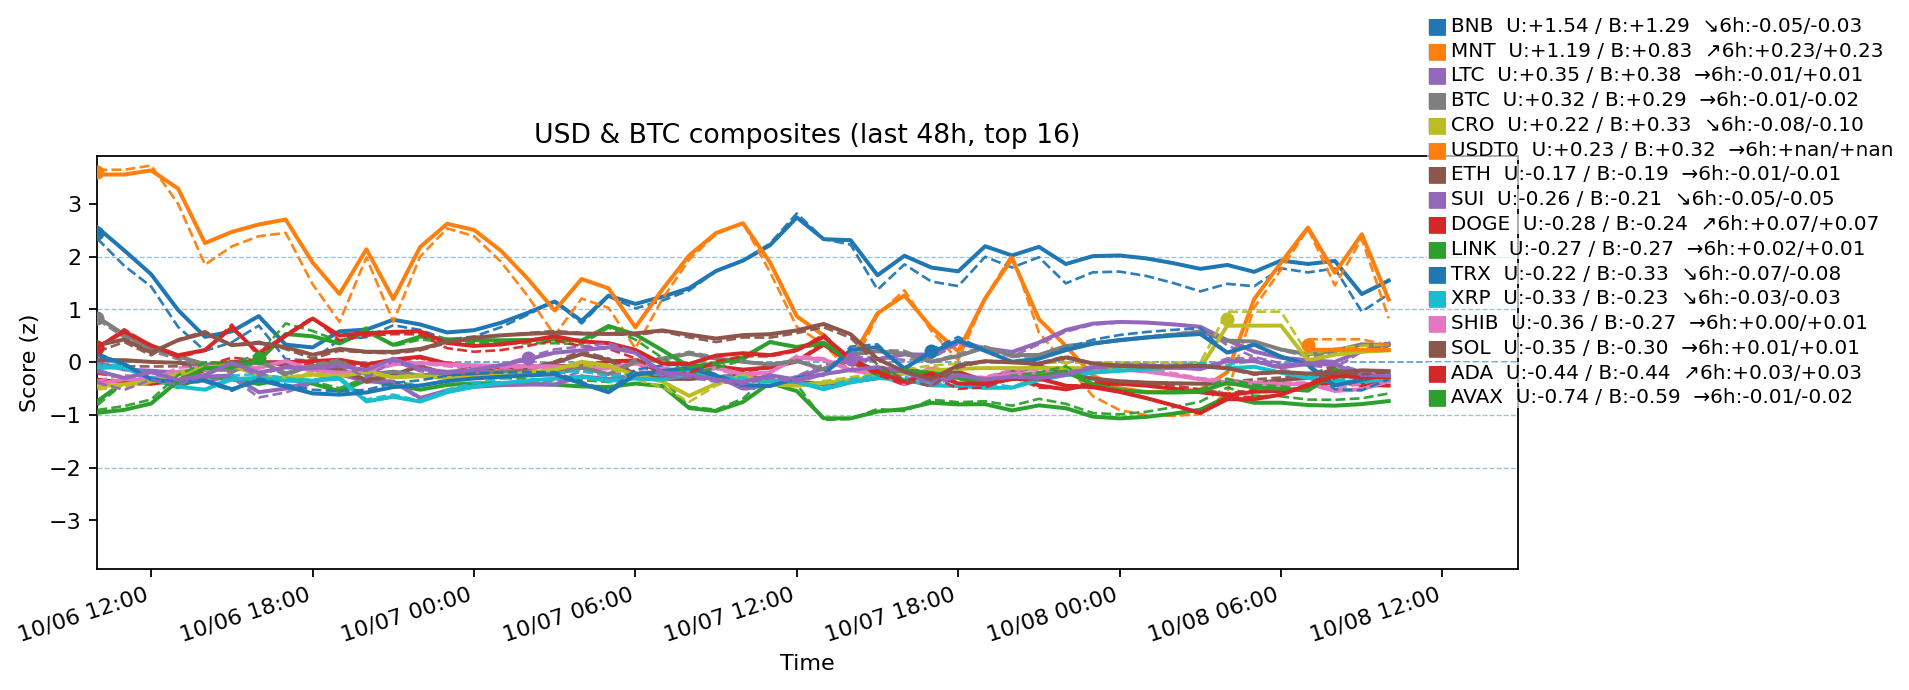 BNB  U:+1.54 / B:+1.29  ↘6h:-0.05/-0.03
MNT  U:+1.19 / B:+0.83  ↗6h:+0.23/+0.23
LTC  U:+0.35 / B:+0.38  →6h:-0.01/+0.01
BTC  U:+0.32 / B:+0.29  →6h:-0.01/-0.02
CRO  U:+0.22 / B:+0.33  ↘6h:-0.08/-0.10
USDT0  U:+0.23 / B:+0.32  →6h:+nan/+nan
ETH  U:-0.17 / B:-0.19  →6h:-0.01/-0.01
SUI  U:-0.26 / B:-0.21  ↘6h:-0.05/-0.05
DOGE  U:-0.28 / B:-0.24  ↗6h:+0.07/+0.07
LINK  U:-0.27 / B:-0.27  →6h:+0.02/+0.01
TRX  U:-0.22 / B:-0.33  ↘6h:-0.07/-0.08
XRP  U:-0.33 / B:-0.23  ↘6h:-0.03/-0.03
SHIB  U:-0.36 / B:-0.27  →6h:+0.00/+0.01
SOL  U:-0.35 / B:-0.30  →6h:+0.01/+0.01
ADA  U:-0.44 / B:-0.44  ↗6h:+0.03/+0.03
AVAX  U:-0.74 / B:-0.59  →6h:-0.01/-0.02
USD & BTC composites (last 48h, top 16)
Score (z)
3
2
1
0
−1
−2
−3
10/06 12:00
10/06 18:00
10/07 00:00
10/07 06:00
10/07 12:00
10/07 18:00
10/08 00:00
10/08 06:00
10/08 12:00
Time